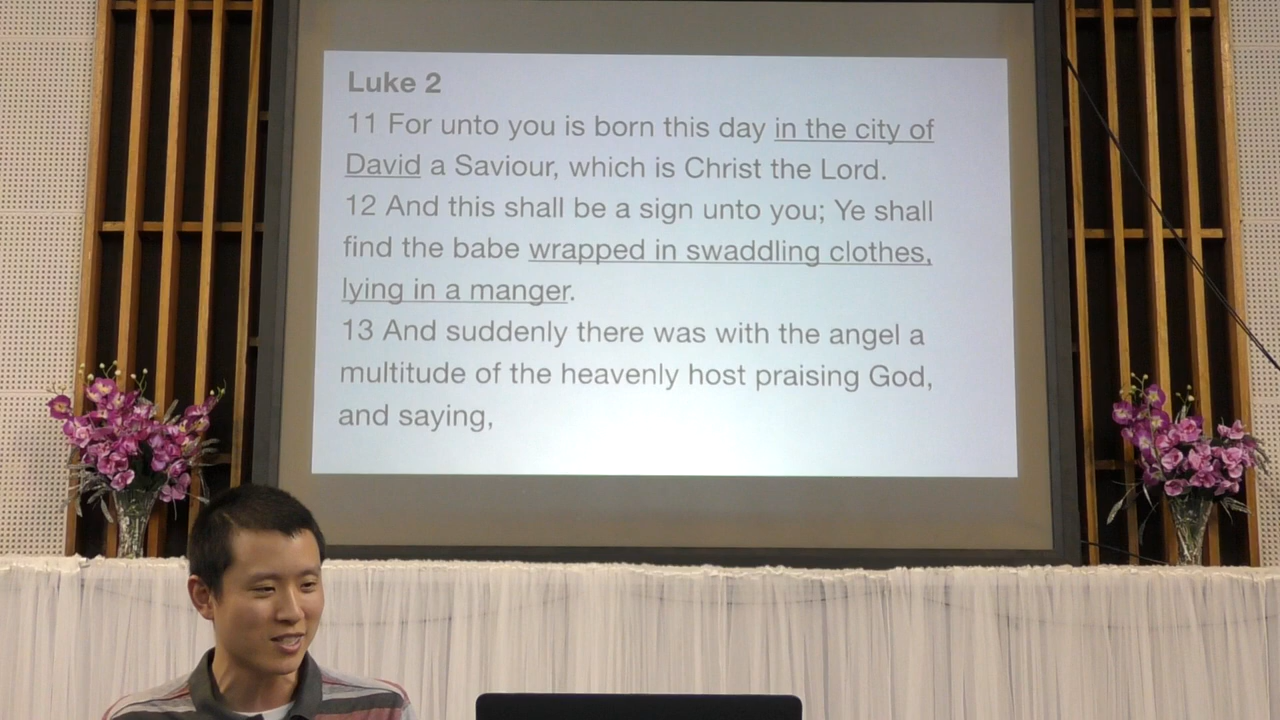 Luke 2
11 For unto you is born this day in the city of
David a Saviour, which is Christ the Lord.
12 And this shall be a sign unto you; Ye shall
find the babe wrapped in swaddling clothes,
lying in a manger.
13 And suddenly there was with the angel a
multitude of the heavenly host praising God,
and saying,